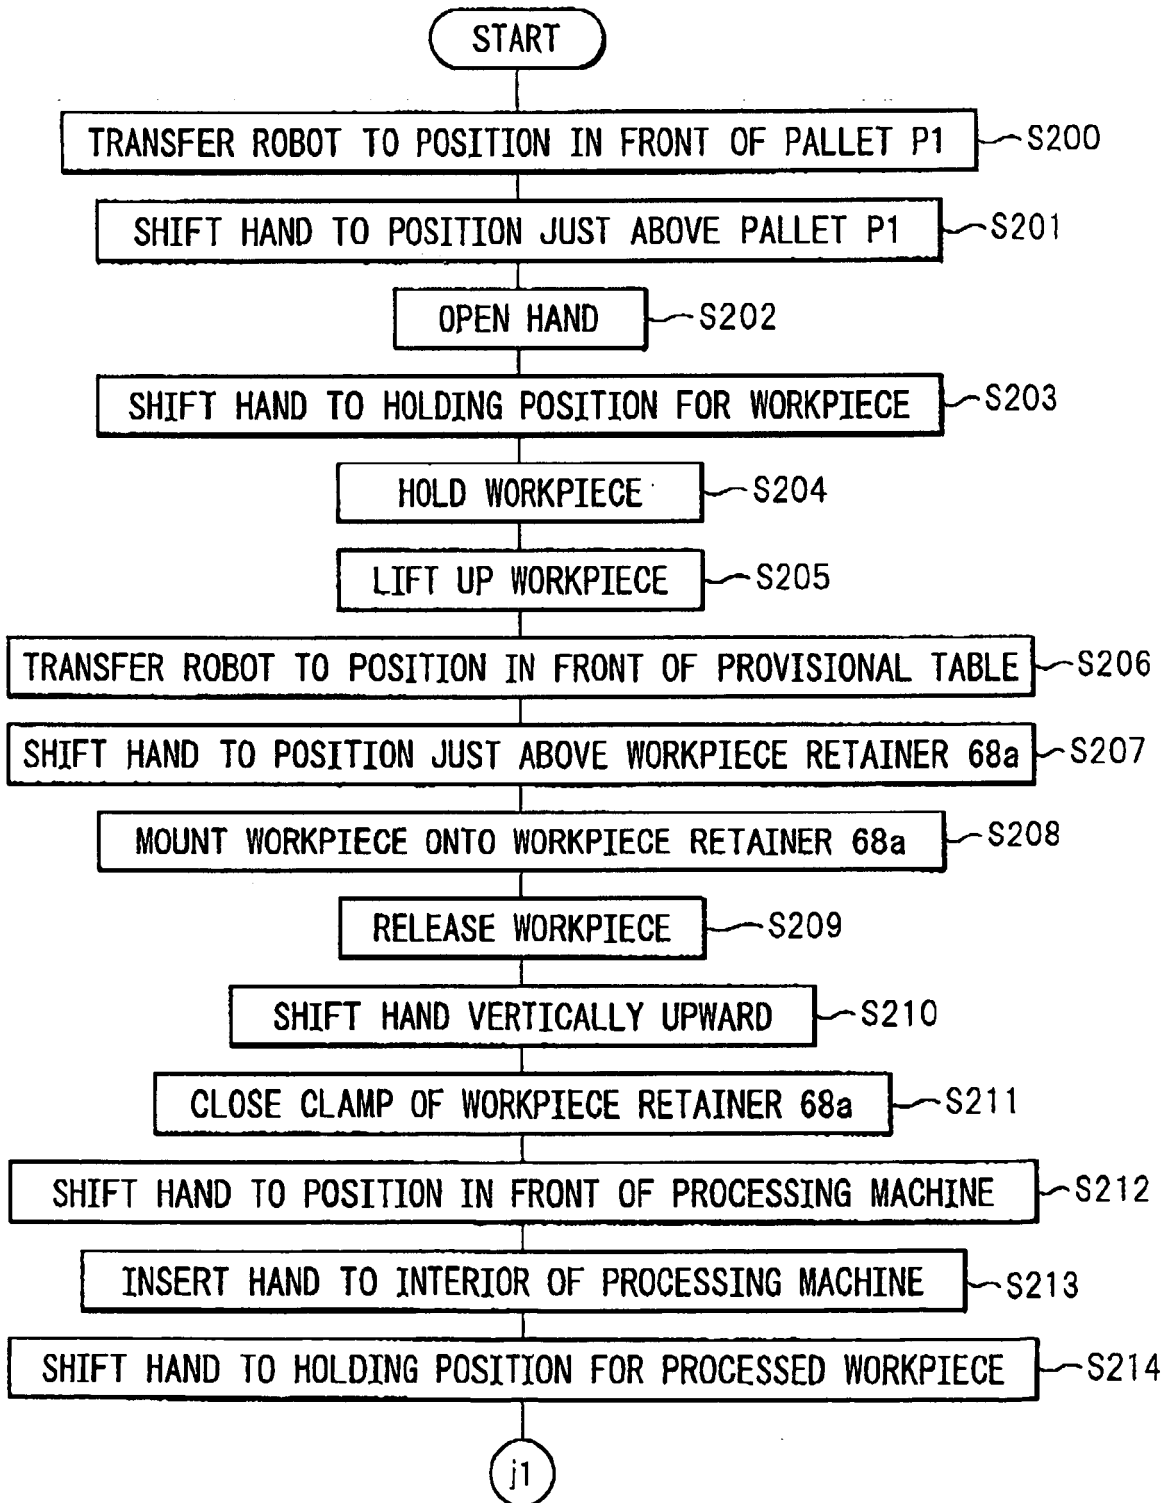 START
TRANSFER ROBOT TO POSITION IN FRONT OF PALLET P1 S200
SHIFT HAND TO POSITION JUST ABOVE PALLET P1 S201
OPEN HAND S202
SHIFT HAND TO HOLDING POSITION FOR WORKPIECE S203
HOLD WORKPIECE S204
LIFT UP WORKPIECE S205
TRANSFER ROBOT TO POSITION IN FRONT OF PROVISIONAL TABLE S206
SHIFT HAND TO POSITION JUST ABOVE WORKPIECE RETAINER 68a S207
MOUNT WORKPIECE ONTO WORKPIECE RETAINER 68a S208
RELEASE WORKPIECE S209
SHIFT HAND VERTICALLY UPWARD S210
CLOSE CLAMP OF WORKPIECE RETAINER 68a S211
SHIFT HAND TO POSITION IN FRONT OF PROCESSING MACHINE S212
INSERT HAND TO INTERIOR OF PROCESSING MACHINE S213
SHIFT HAND TO HOLDING POSITION FOR PROCESSED WORKPIECE S214
j1